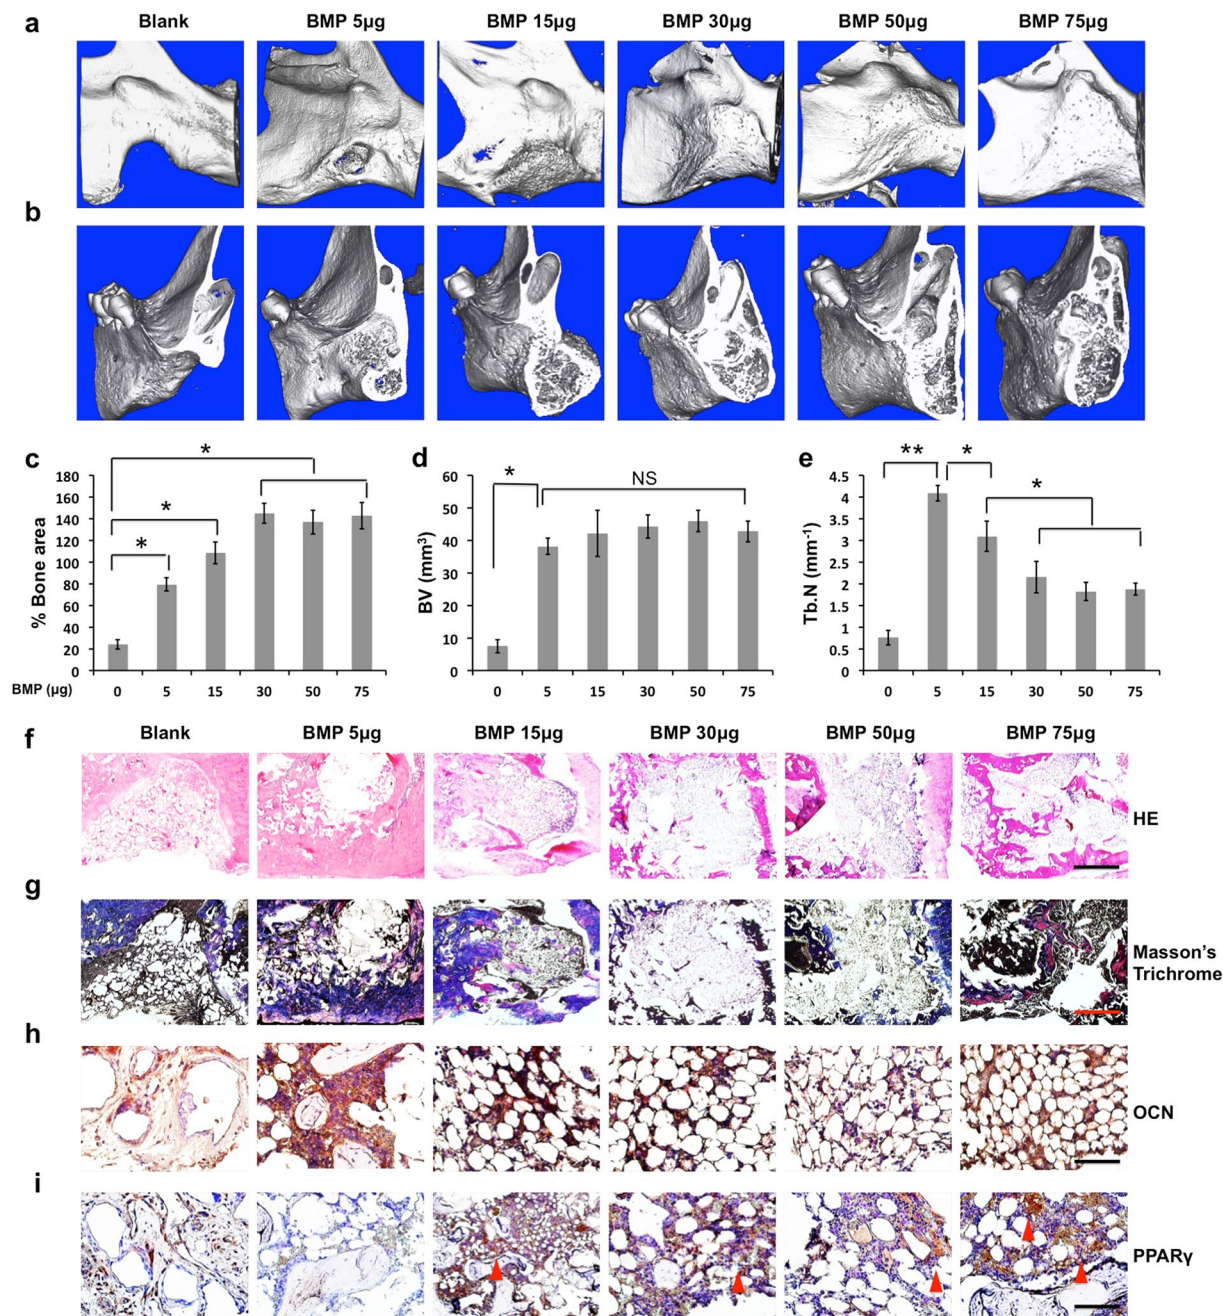 a
Blank BMP 5µg BMP 15µg BMP 30µg BMP 50µg BMP 75µg
b
c
% Bone area
180
160
140
120
100
80
60
40
20
0
* * *
BMP (µg) 0 5 15 30 50 75
d
BV (mm³)
60
50
40
30
20
10
0
* NS
0 5 15 30 50 75
e
Tb.N (mm⁻¹)
4.5
4
3.5
3
2.5
2
1.5
1
0.5
0
** * *
0 5 15 30 50 75
f
Blank BMP 5µg BMP 15µg BMP 30µg BMP 50µg BMP 75µg
HE
g
Masson's
Trichrome
h
OCN
i
PPARγ